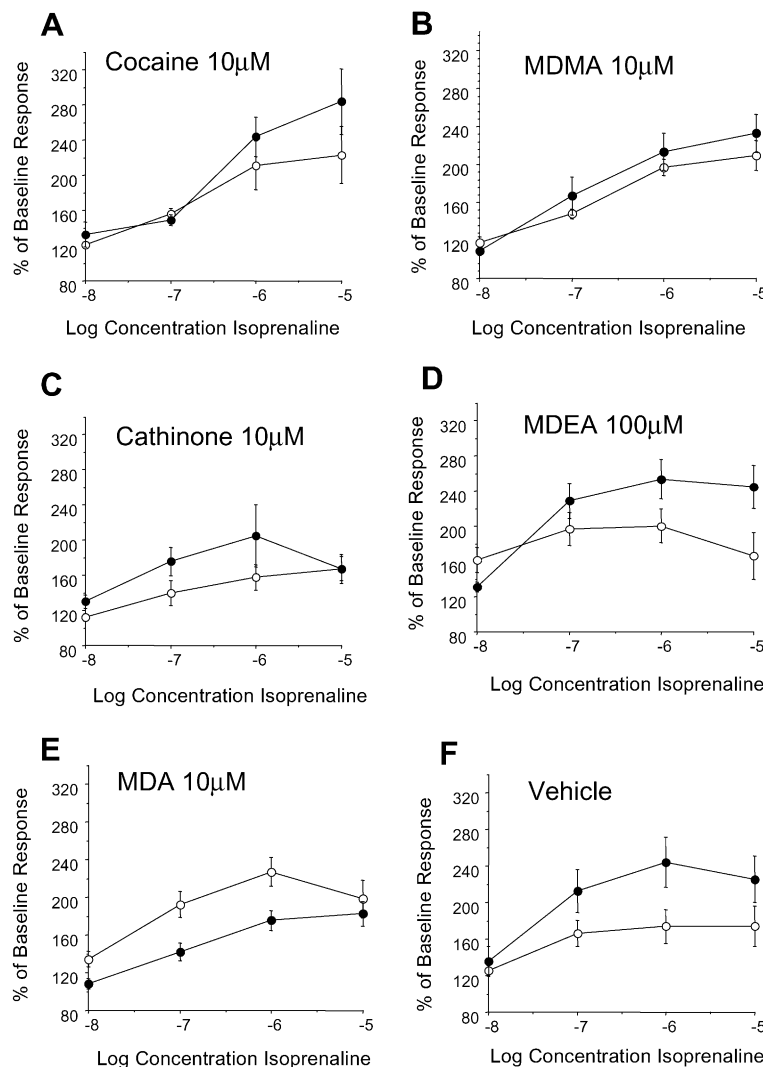 A
Cocaine 10μM
% of Baseline Response
320
280
240
200
160
120
80
-8 -7 -6 -5
Log Concentration Isoprenaline
B
MDMA 10μM
% of Baseline Response
320
280
240
200
160
120
80
-8 -7 -6 -5
Log Concentration Isoprenaline
C
Cathinone 10μM
% of Baseline Response
320
280
240
200
160
120
80
-8 -7 -6 -5
Log Concentration Isoprenaline
D
MDEA 100μM
% of Baseline Response
320
280
240
200
160
120
80
-8 -7 -6 -5
Log Concentration Isoprenaline
E
MDA 10μM
% of Baseline Response
320
280
240
200
160
120
80
-8 -7 -6 -5
Log Concentration Isoprenaline
F
Vehicle
% of Baseline Response
320
280
240
200
160
120
80
-8 -7 -6 -5
Log Concentration Isoprenaline